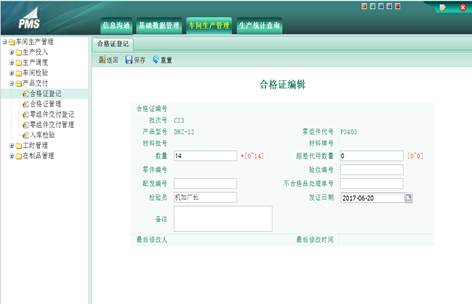 PMS
信息沟通 基础数据管理 车间生产管理 生产统计查询
车间生产管理
生产投入
生产调度
车间检验
产品交付
合格证登记
合格证管理
零组件交付登记
零组件交付管理
入库检验
工时管理
在制品管理
合格证登记
返回 保存 重置
合格证编辑
合格证编号
批次号 CZ3
产品型号 DHZ-12 零组件代号 P3403
材料批号 材料牌号
数量 14 *[0~14] 超差代用数量 0 [0~0]
零件编号 验收编号
配发编号 不合格品处理单号
检验员 机加厂长 发证日期 2017-06-20
备注
最后修改人 最后修改时间